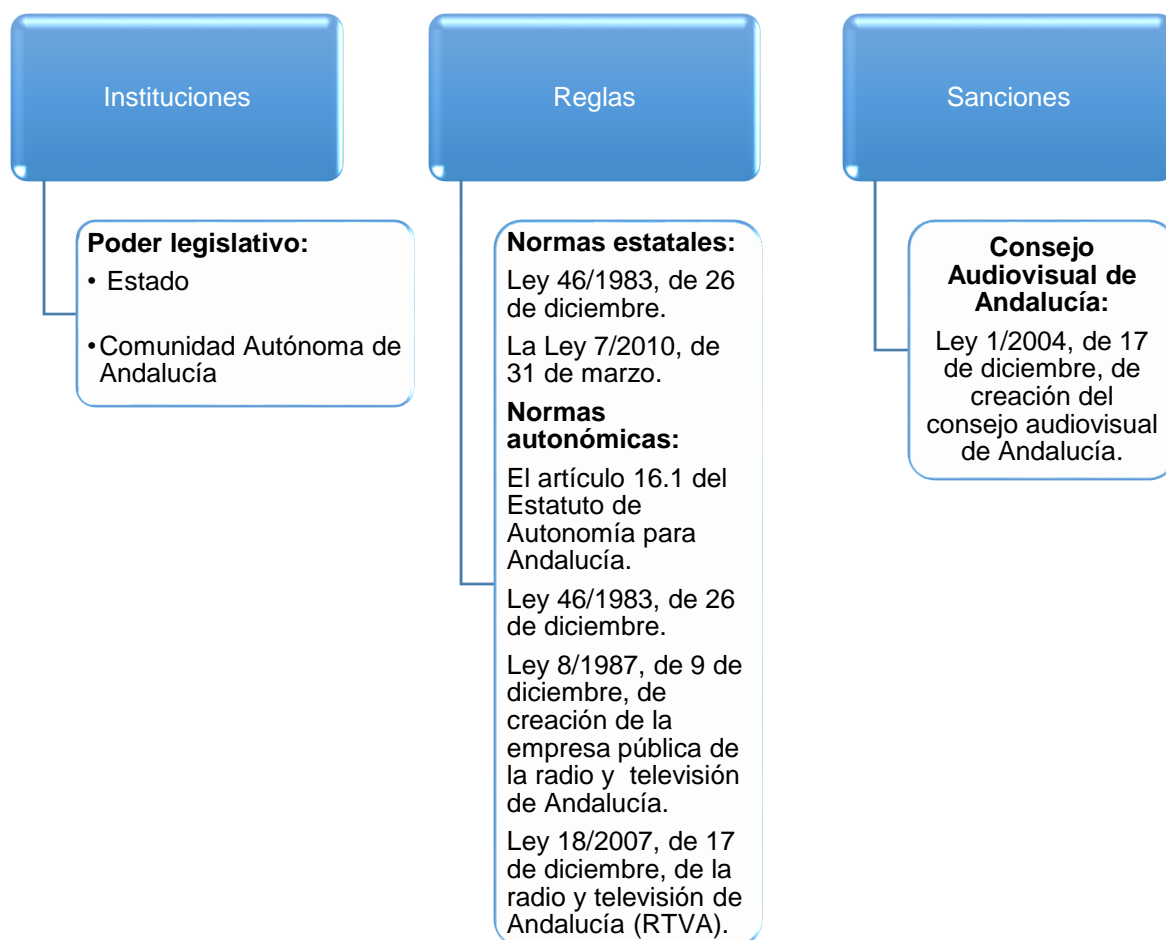 Instituciones
Poder legislativo:
• Estado
•Comunidad Autónoma de
Andalucía
Reglas
Normas estatales:
Ley 46/1983, de 26
de diciembre.
La Ley 7/2010, de
31 de marzo.
Normas
autonómicas:
El artículo 16.1 del
Estatuto de
Autonomía para
Andalucía.
Ley 46/1983, de 26
de diciembre.
Ley 8/1987, de 9 de
diciembre, de
creación de la
empresa pública de
la radio y televisión
de Andalucía.
Ley 18/2007, de 17
de diciembre, de la
radio y televisión de
Andalucía (RTVA).
Sanciones
Consejo
Audiovisual de
Andalucía:
Ley 1/2004, de 17
de diciembre, de
creación del
consejo audiovisual
de Andalucía.